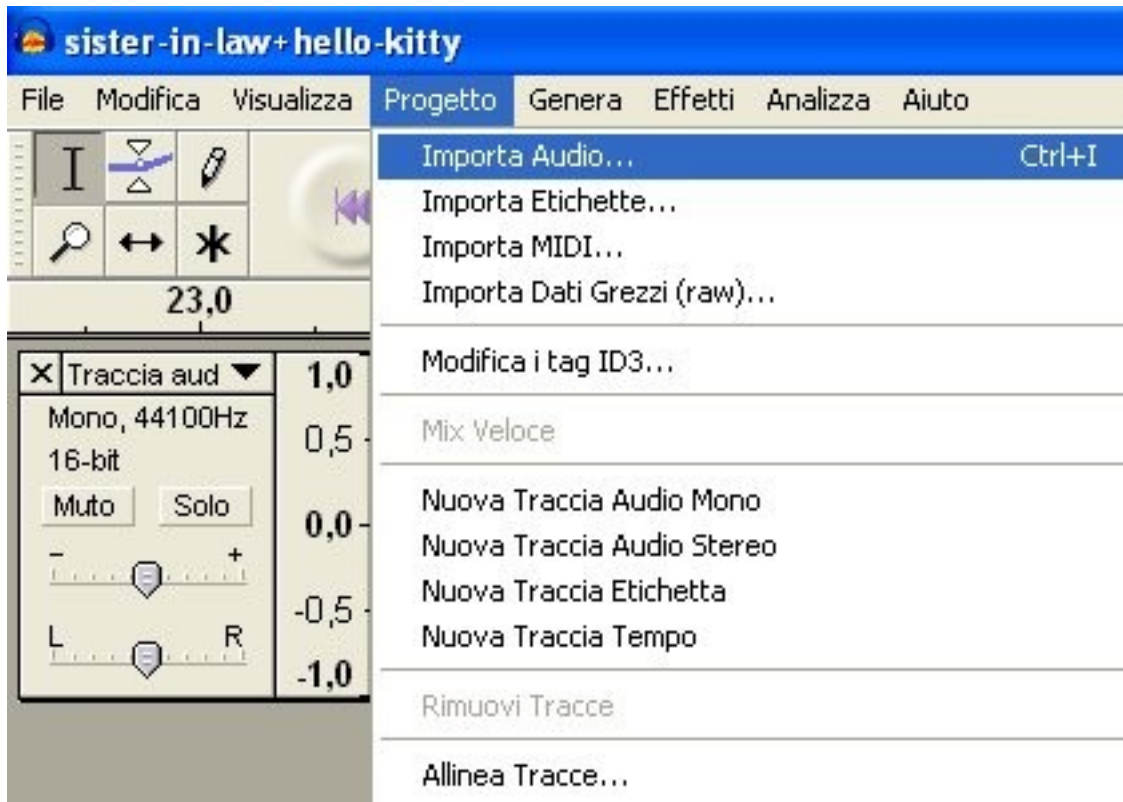 sister-in-law+hello-kitty
File Modifica Visualizza Progetto Genera Effetti Analizza Aiuto
Importa Audio... Ctrl+I
Importa Etichette...
Importa MIDI...
Importa Dati Grezzi (raw)...
Modifica i tag ID3...
Mix Veloce
Nuova Traccia Audio Mono
Nuova Traccia Audio Stereo
Nuova Traccia Etichetta
Nuova Traccia Tempo
Rimuovi Tracce
Allinea Tracce...
23,0
X Traccia aud
Mono, 44100Hz
16-bit
Muto Solo
- +
L R
1,0
0,5
0,0
-0,5
-1,0